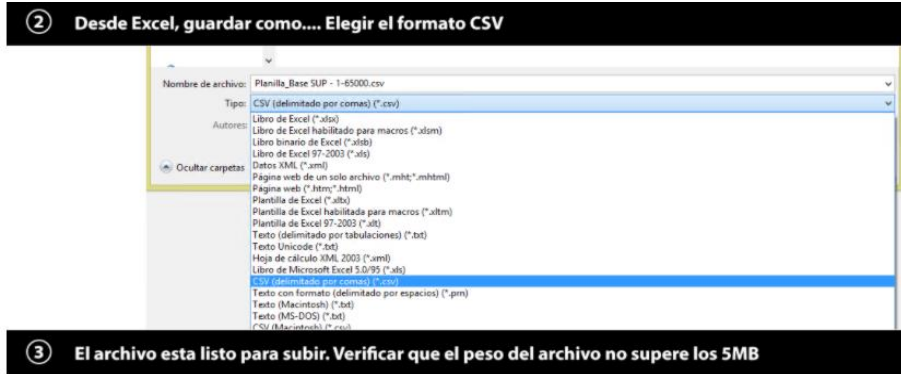 2 Desde Excel, guardar como.... Elegir el formato CSV
Nombre de archivo: Planilla_Base SUP - 1-65000.csv
Tipo: CSV (delimitado por comas) (*.csv)
Autores:
Libro de Excel (*.xlsx)
Libro de Excel habilitado para macros (*.xlsm)
Libro binario de Excel (*.xlsb)
Libro de Excel 97-2003 (*.xls)
Ocultar carpetas
Datos XML (*.xml)
Página web de un solo archivo (*.mht;*.mhtml)
Página web (*.htm;*.html)
Plantilla de Excel (*.xltx)
Plantilla de Excel habilitada para macros (*.xltm)
Plantilla de Excel 97-2003 (*.xlt)
Texto (delimitado por tabulaciones) (*.txt)
Texto Unicode (*.txt)
Hoja de cálculo XML 2003 (*.xml)
Libro de Microsoft Excel 5.0/95 (*.xls)
CSV (delimitado por comas) (*.csv)
Texto con formato (delimitado por espacios) (*.prn)
Texto (Macintosh) (*.txt)
Texto (MS-DOS) (*.txt)
CSV (Macintosh) (*.csv)
3 El archivo esta listo para subir. Verificar que el peso del archivo no supere los 5MB